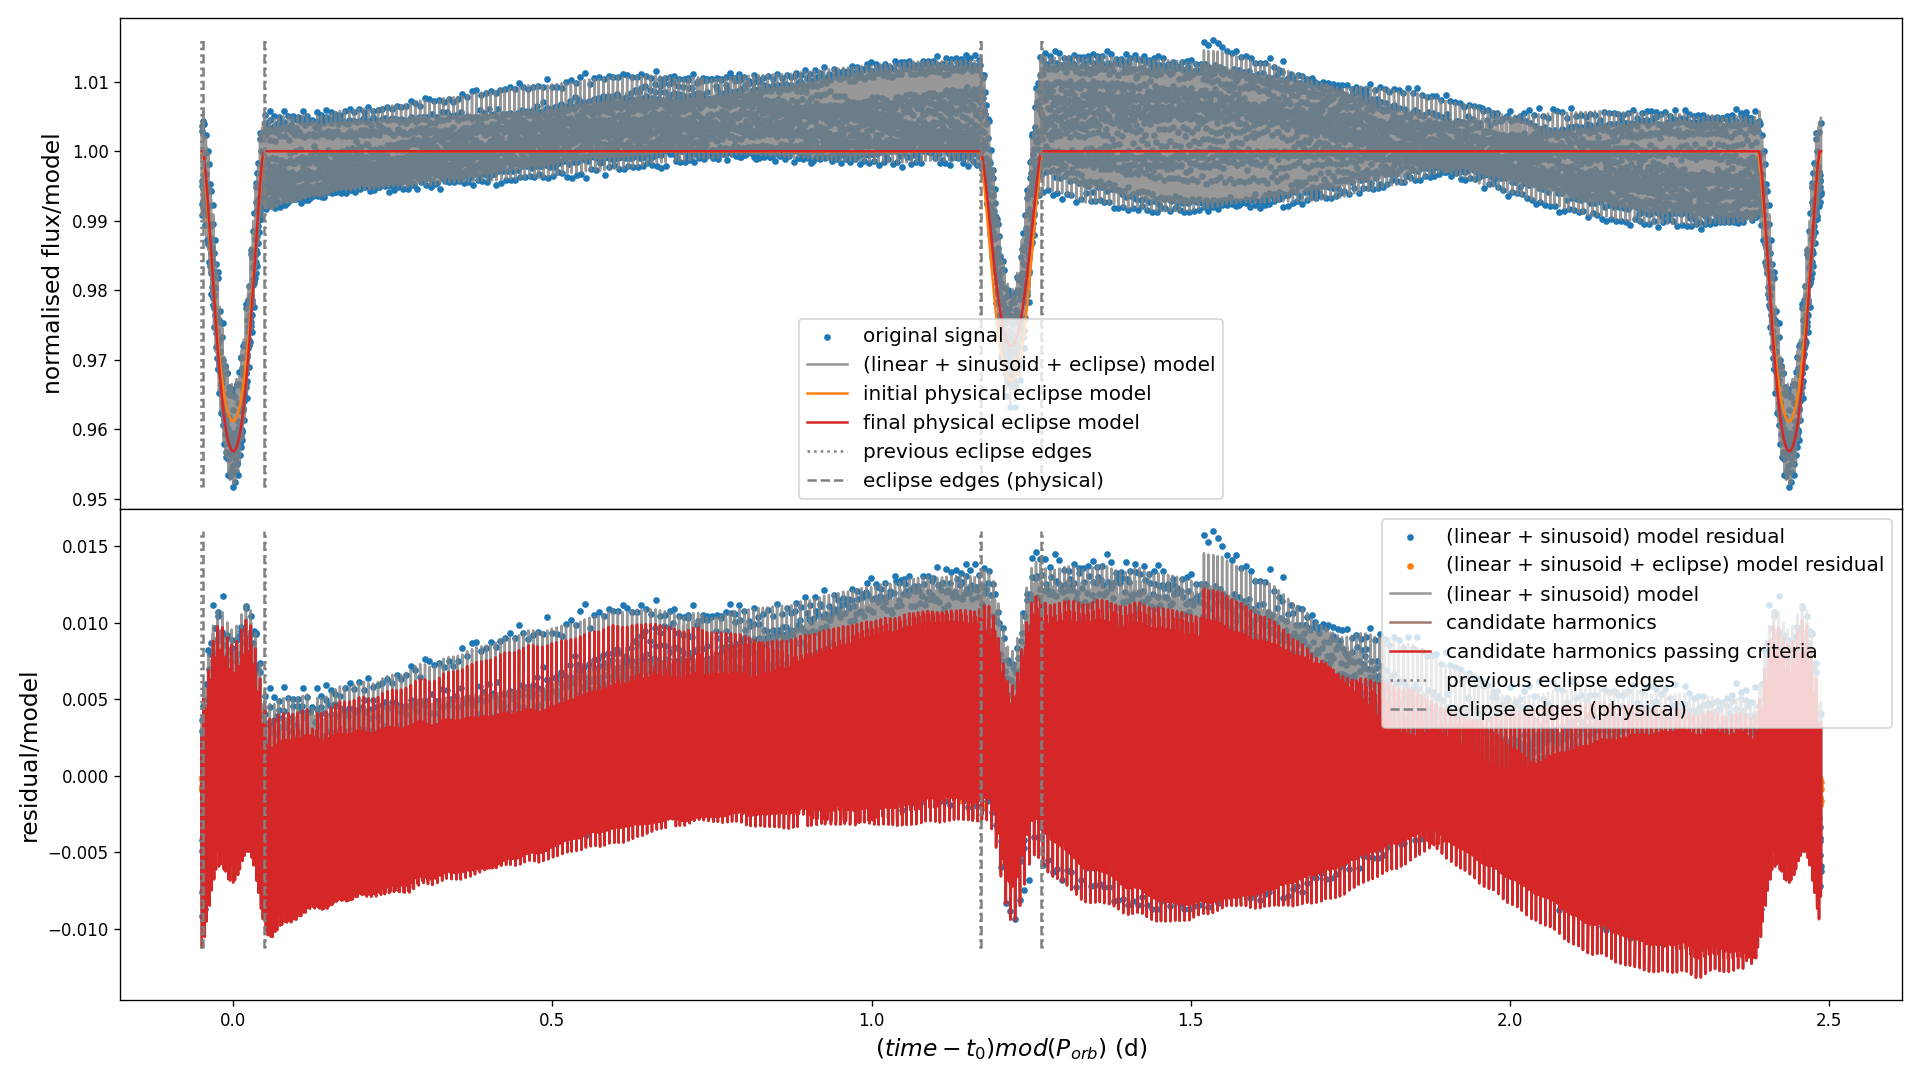 normalised flux/model
1.01
1.00
0.99
0.98
0.97
0.96
0.95
original signal
(linear + sinusoid + eclipse) model
initial physical eclipse model
final physical eclipse model
previous eclipse edges
eclipse edges (physical)
residual/model
0.015
0.010
0.005
0.000
−0.005
−0.010
(linear + sinusoid) model residual
(linear + sinusoid + eclipse) model residual
(linear + sinusoid) model
candidate harmonics
candidate harmonics passing criteria
previous eclipse edges
eclipse edges (physical)
0.0 0.5 1.0 1.5 2.0 2.5
(time − t₀)mod(P_orb) (d)